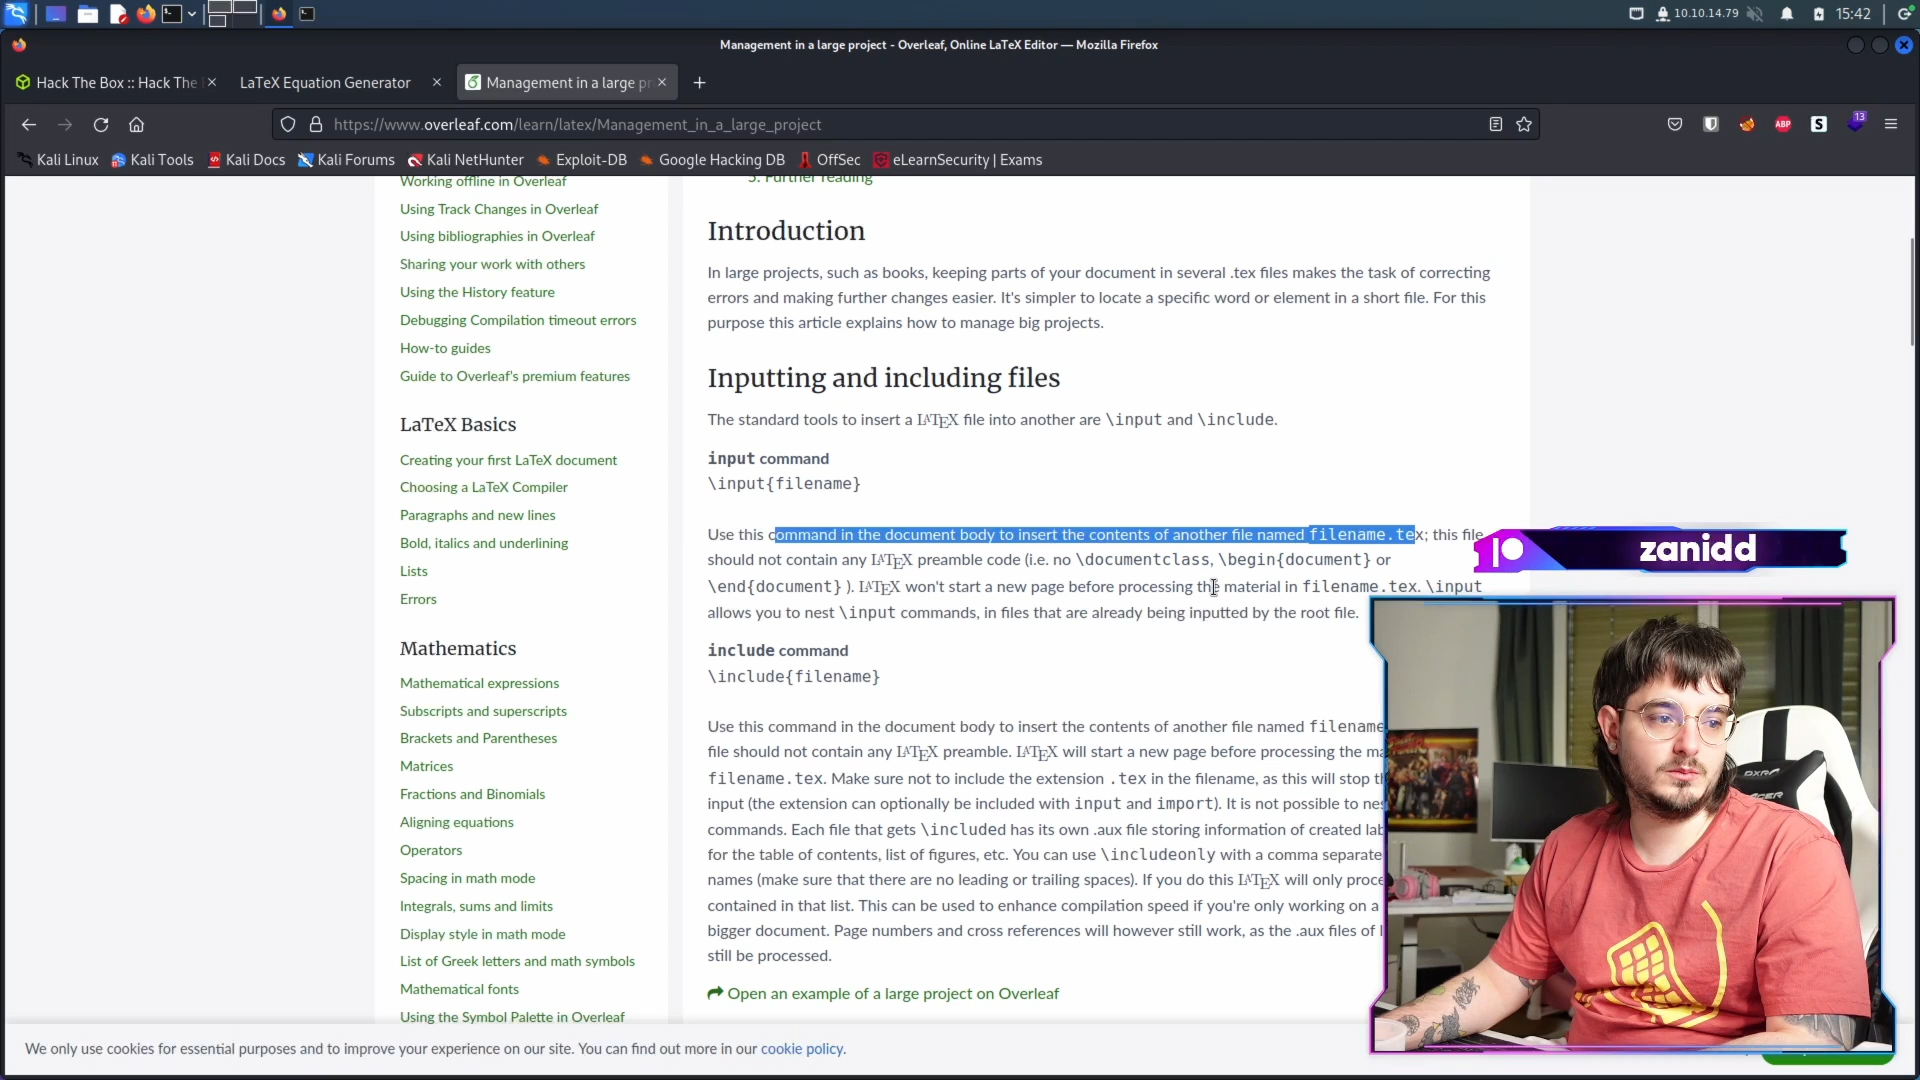 10.10.14.79
15:42
Management in a large project - Overleaf, Online LaTeX Editor — Mozilla Firefox
Hack The Box :: Hack The
LaTeX Equation Generator
Management in a large pr
https://www.overleaf.com/learn/latex/Management_in_a_large_project
ABP
S
13
Kali Linux
Kali Tools
Kali Docs
Kali Forums
Kali NetHunter
Exploit-DB
Google Hacking DB
OffSec
eLearnSecurity | Exams
Working offline in Overleaf
Using Track Changes in Overleaf
Using bibliographies in Overleaf
Sharing your work with others
Using the History feature
Debugging Compilation timeout errors
How-to guides
Guide to Overleaf's premium features
LaTeX Basics
Creating your first LaTeX document
Choosing a LaTeX Compiler
Paragraphs and new lines
Bold, italics and underlining
Lists
Errors
Mathematics
Mathematical expressions
Subscripts and superscripts
Brackets and Parentheses
Matrices
Fractions and Binomials
Aligning equations
Operators
Spacing in math mode
Integrals, sums and limits
Display style in math mode
List of Greek letters and math symbols
Mathematical fonts
Using the Symbol Palette in Overleaf
5. Further reading
Introduction
In large projects, such as books, keeping parts of your document in several .tex files makes the task of correcting
errors and making further changes easier. It's simpler to locate a specific word or element in a short file. For this
purpose this article explains how to manage big projects.
Inputting and including files
The standard tools to insert a LATEX file into another are \input and \include.
input command
\input{filename}
Use this command in the document body to insert the contents of another file named filename.tex; this file
should not contain any LATEX preamble code (i.e. no \documentclass, \begin{document} or
\end{document} ). LATEX won't start a new page before processing the material in filename.tex. \input
allows you to nest \input commands, in files that are already being inputted by the root file.
include command
\include{filename}
Use this command in the document body to insert the contents of another file named filename
file should not contain any LATEX preamble. LATEX will start a new page before processing the ma
filename.tex. Make sure not to include the extension .tex in the filename, as this will stop th
input (the extension can optionally be included with input and import). It is not possible to nes
commands. Each file that gets \included has its own .aux file storing information of created lab
for the table of contents, list of figures, etc. You can use \includeonly with a comma separate
names (make sure that there are no leading or trailing spaces). If you do this LATEX will only proce
contained in that list. This can be used to enhance compilation speed if you're only working on a
bigger document. Page numbers and cross references will however still work, as the .aux files of
still be processed.
Open an example of a large project on Overleaf
zanidd
We only use cookies for essential purposes and to improve your experience on our site. You can find out more in our cookie policy.